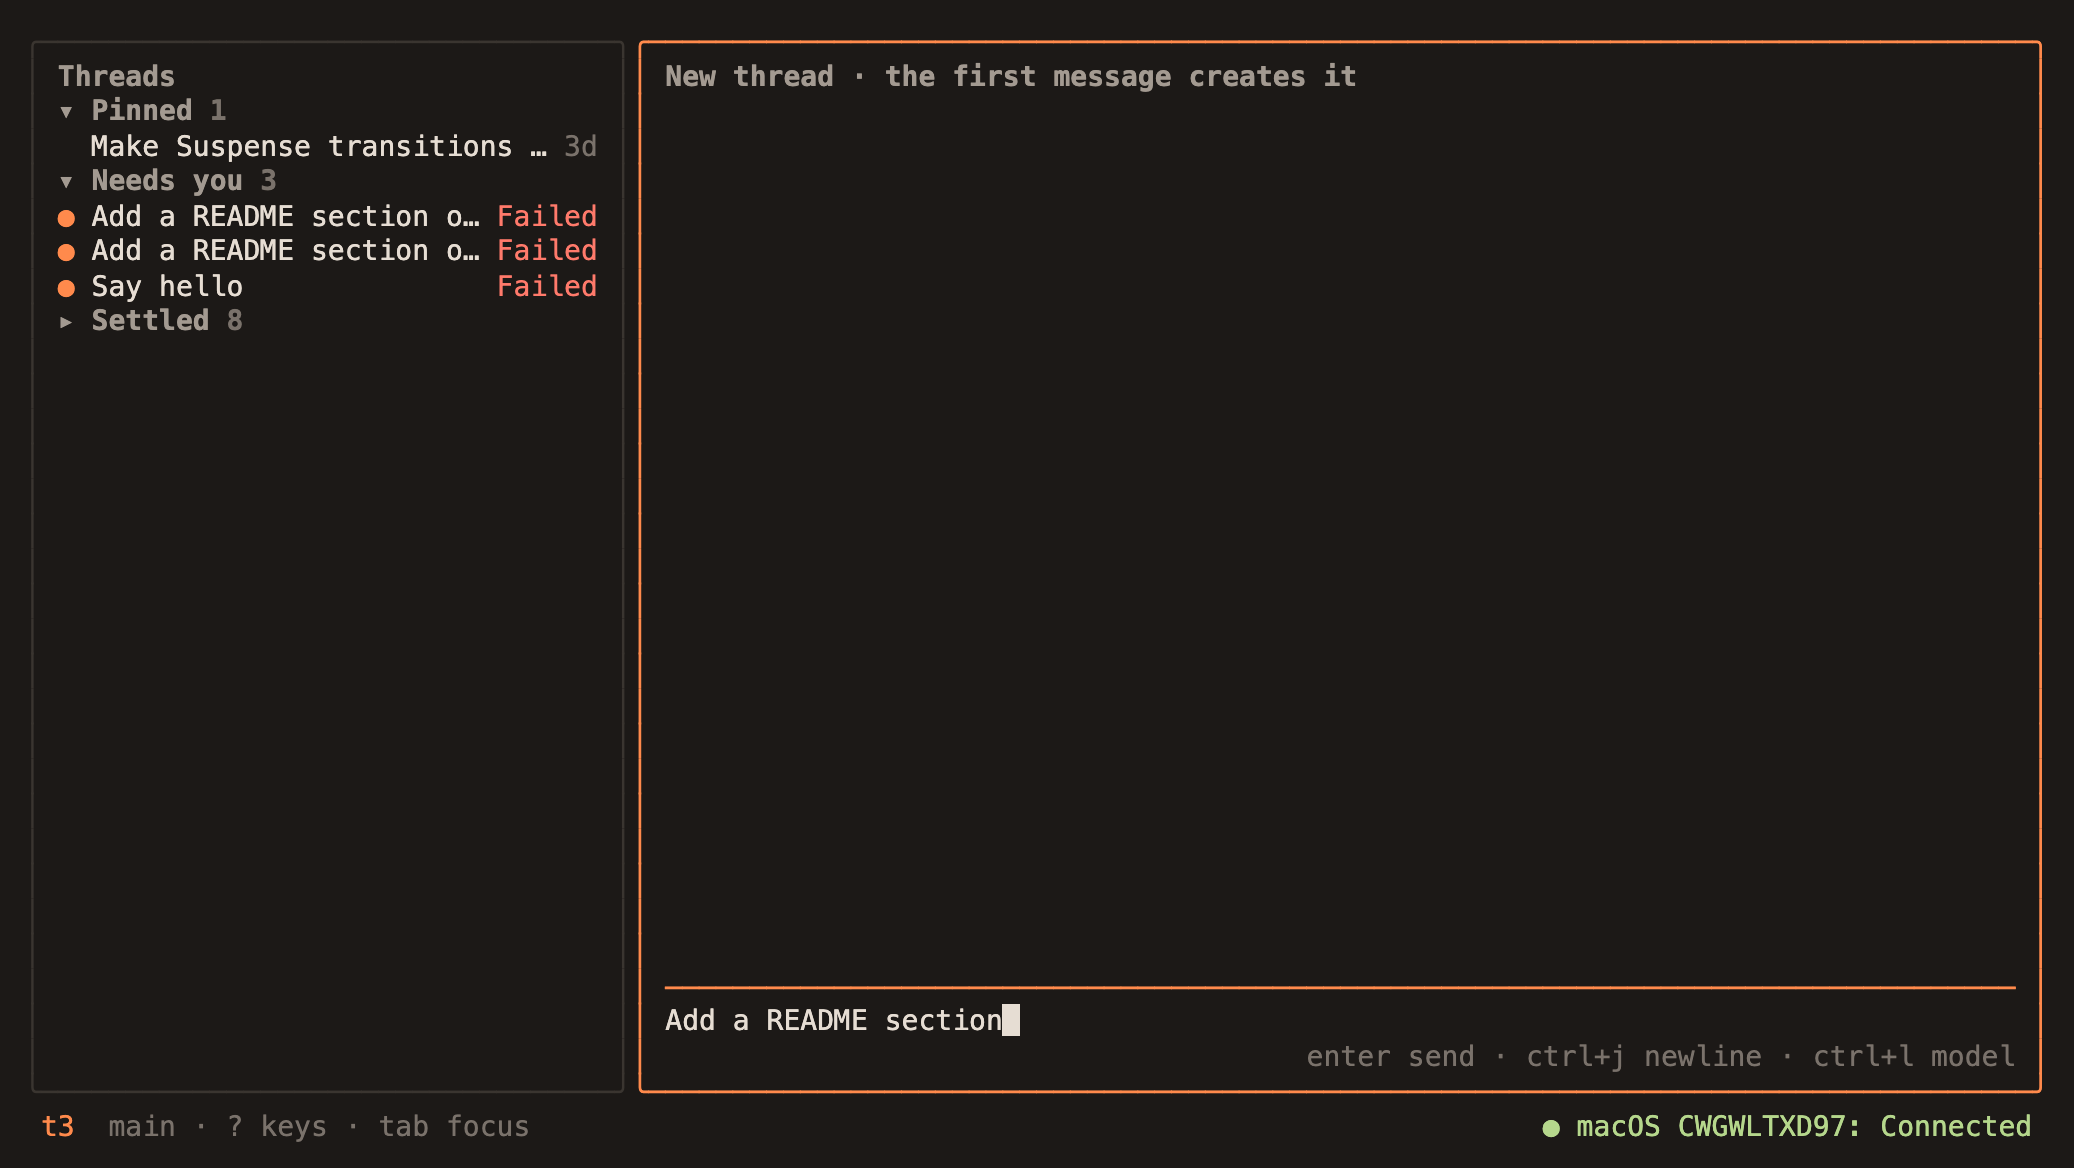 Threads
▾ Pinned 1
Make Suspense transitions … 3d
▾ Needs you 3
● Add a README section o… Failed
● Add a README section o… Failed
● Say hello Failed
▸ Settled 8
New thread · the first message creates it
Add a README section
enter send · ctrl+j newline · ctrl+l model
t3 main · ? keys · tab focus
● macOS CWGWLTXD97: Connected